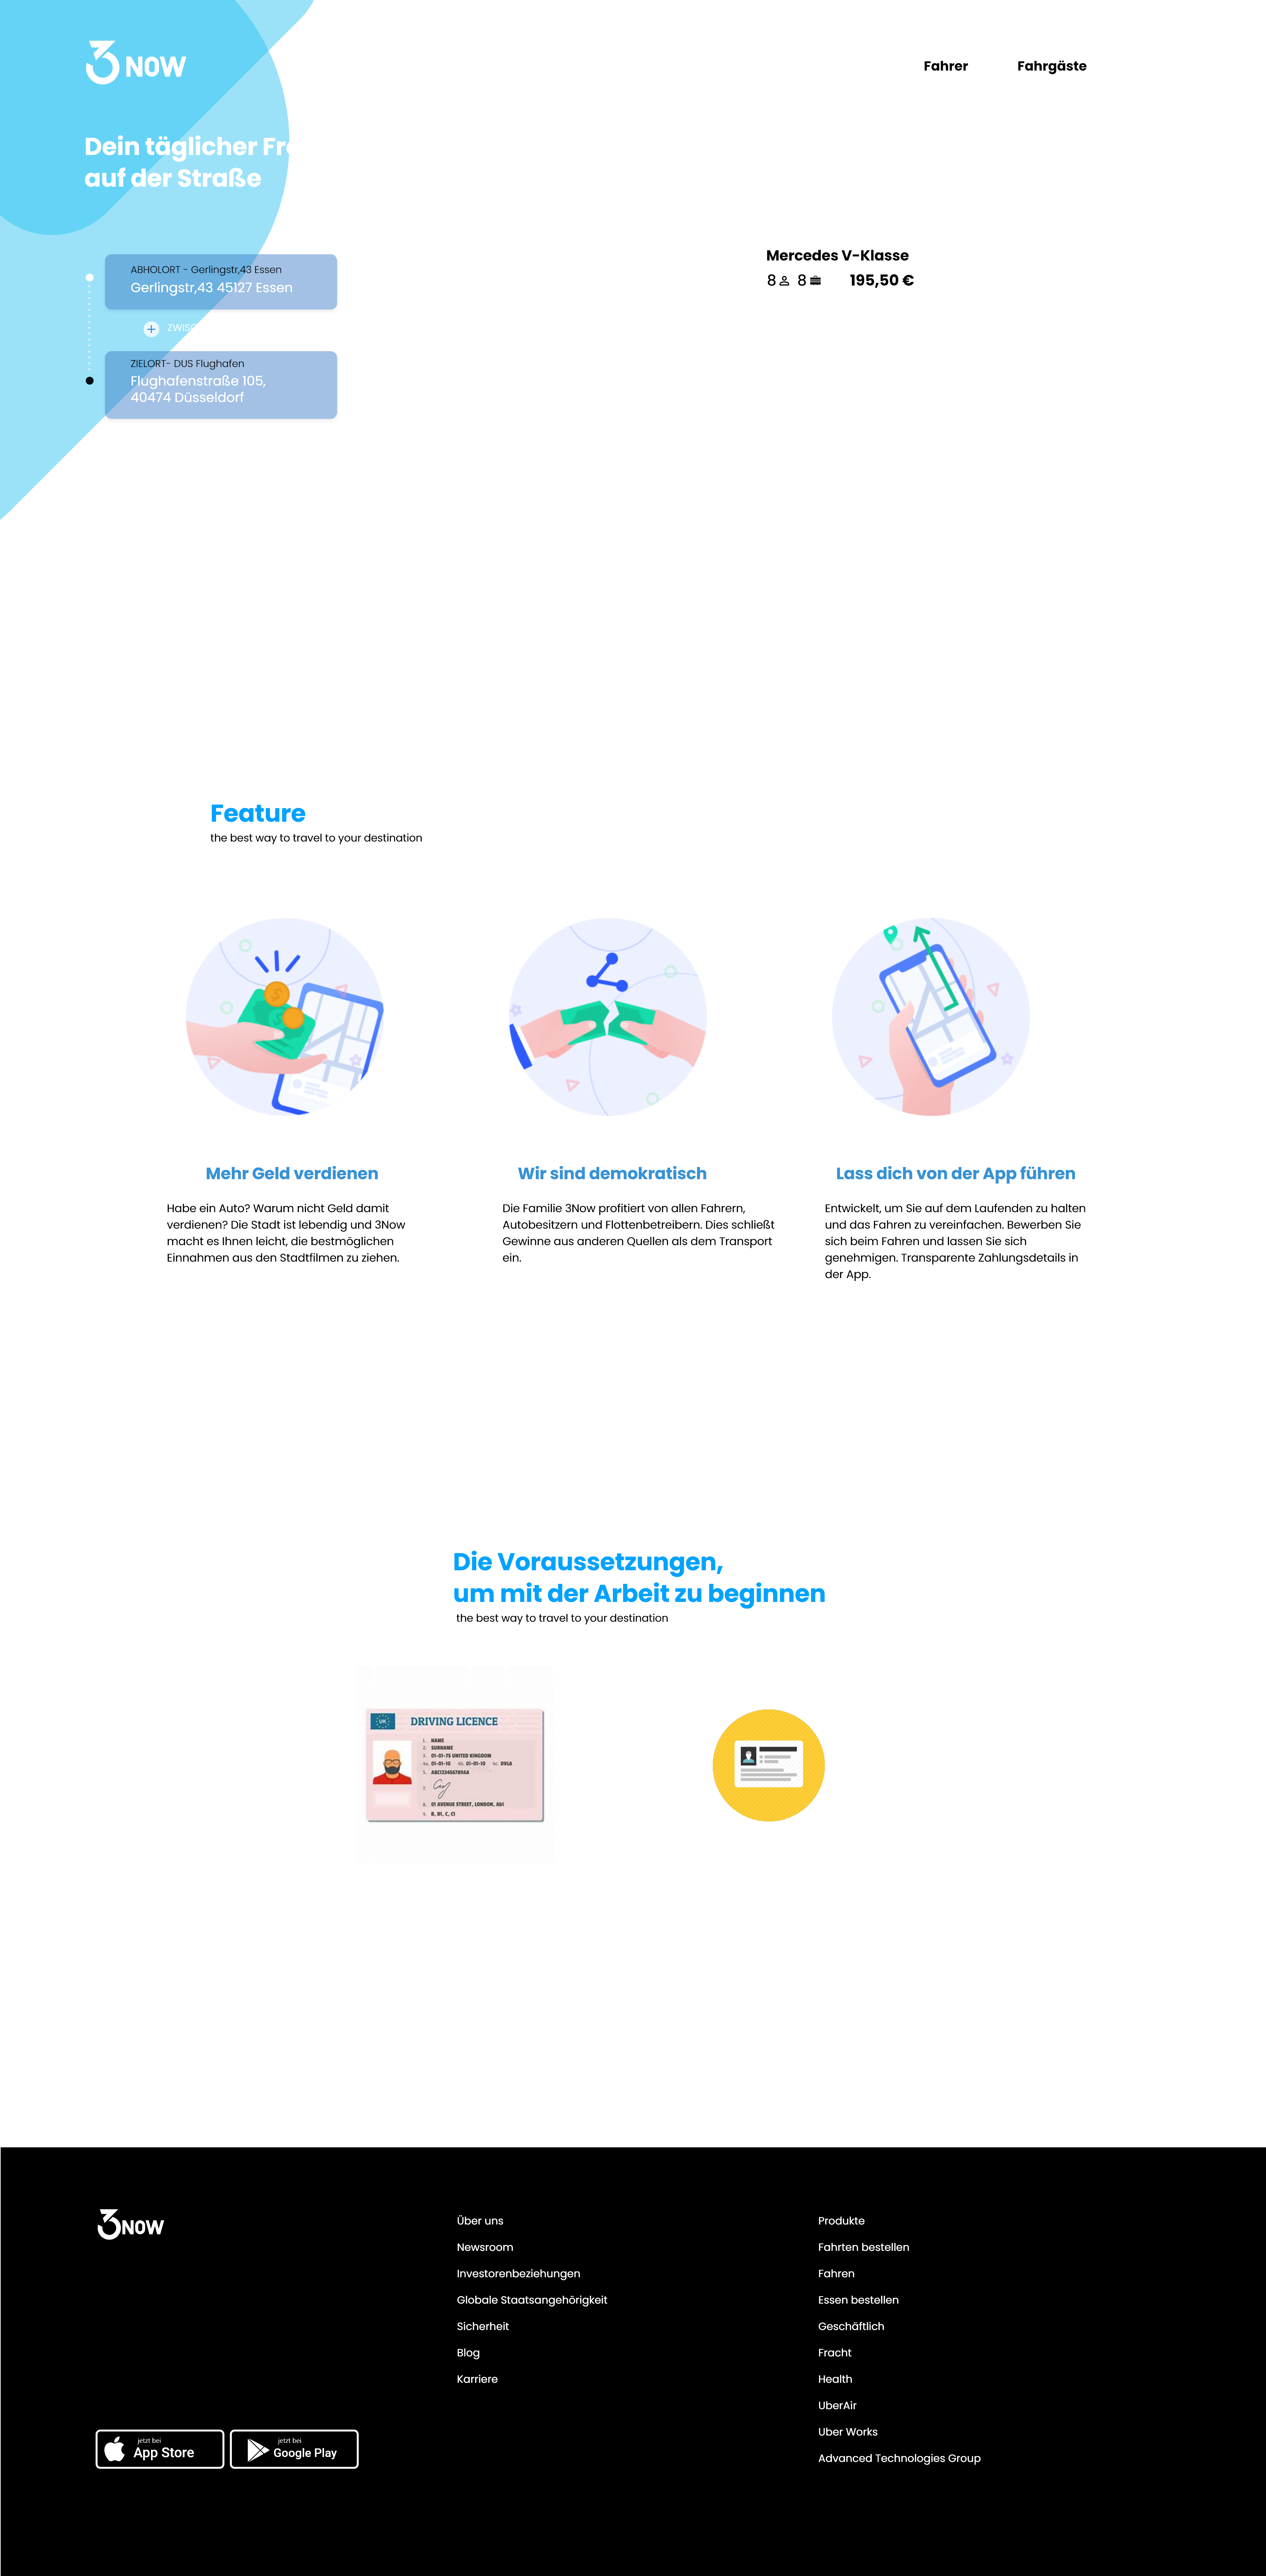 3 NOW
Fahrer Fahrgäste
Dein täglicher Fre
auf der Straße
ABHOLORT - Gerlingstr,43 Essen
Gerlingstr,43 45127 Essen
ZIELORT- DUS Flughafen
Flughafenstraße 105,
40474 Düsseldorf
Mercedes V-Klasse
8 8 195,50 €
Feature
the best way to travel to your destination
Mehr Geld verdienen
Habe ein Auto? Warum nicht Geld damit
verdienen? Die Stadt ist lebendig und 3Now
macht es Ihnen leicht, die bestmöglichen
Einnahmen aus den Stadtfilmen zu ziehen.
Wir sind demokratisch
Die Familie 3Now profitiert von allen Fahrern,
Autobesitzern und Flottenbetreibern. Dies schließt
Gewinne aus anderen Quellen als dem Transport
ein.
Lass dich von der App führen
Entwickelt, um Sie auf dem Laufenden zu halten
und das Fahren zu vereinfachen. Bewerben Sie
sich beim Fahren und lassen Sie sich
genehmigen. Transparente Zahlungsdetails in
der App.
Die Voraussetzungen,
um mit der Arbeit zu beginnen
the best way to travel to your destination
UK DRIVING LICENCE
1. NAME
2. SURNAME
3. 01-01-75 UNITED KINGDOM
4a. 01-01-10 4b. 01-01-10 4c. DVLA
5. ABC123456789AA
8. 01 AVENUE STREET, LONDON, Ab1
9. B, B1, C, C1
3NOW
Über uns
Newsroom
Investorenbeziehungen
Globale Staatsangehörigkeit
Sicherheit
Blog
Karriere
Produkte
Fahrten bestellen
Fahren
Essen bestellen
Geschäftlich
Fracht
Health
UberAir
Uber Works
Advanced Technologies Group
jetzt bei
App Store
jetzt bei
Google Play